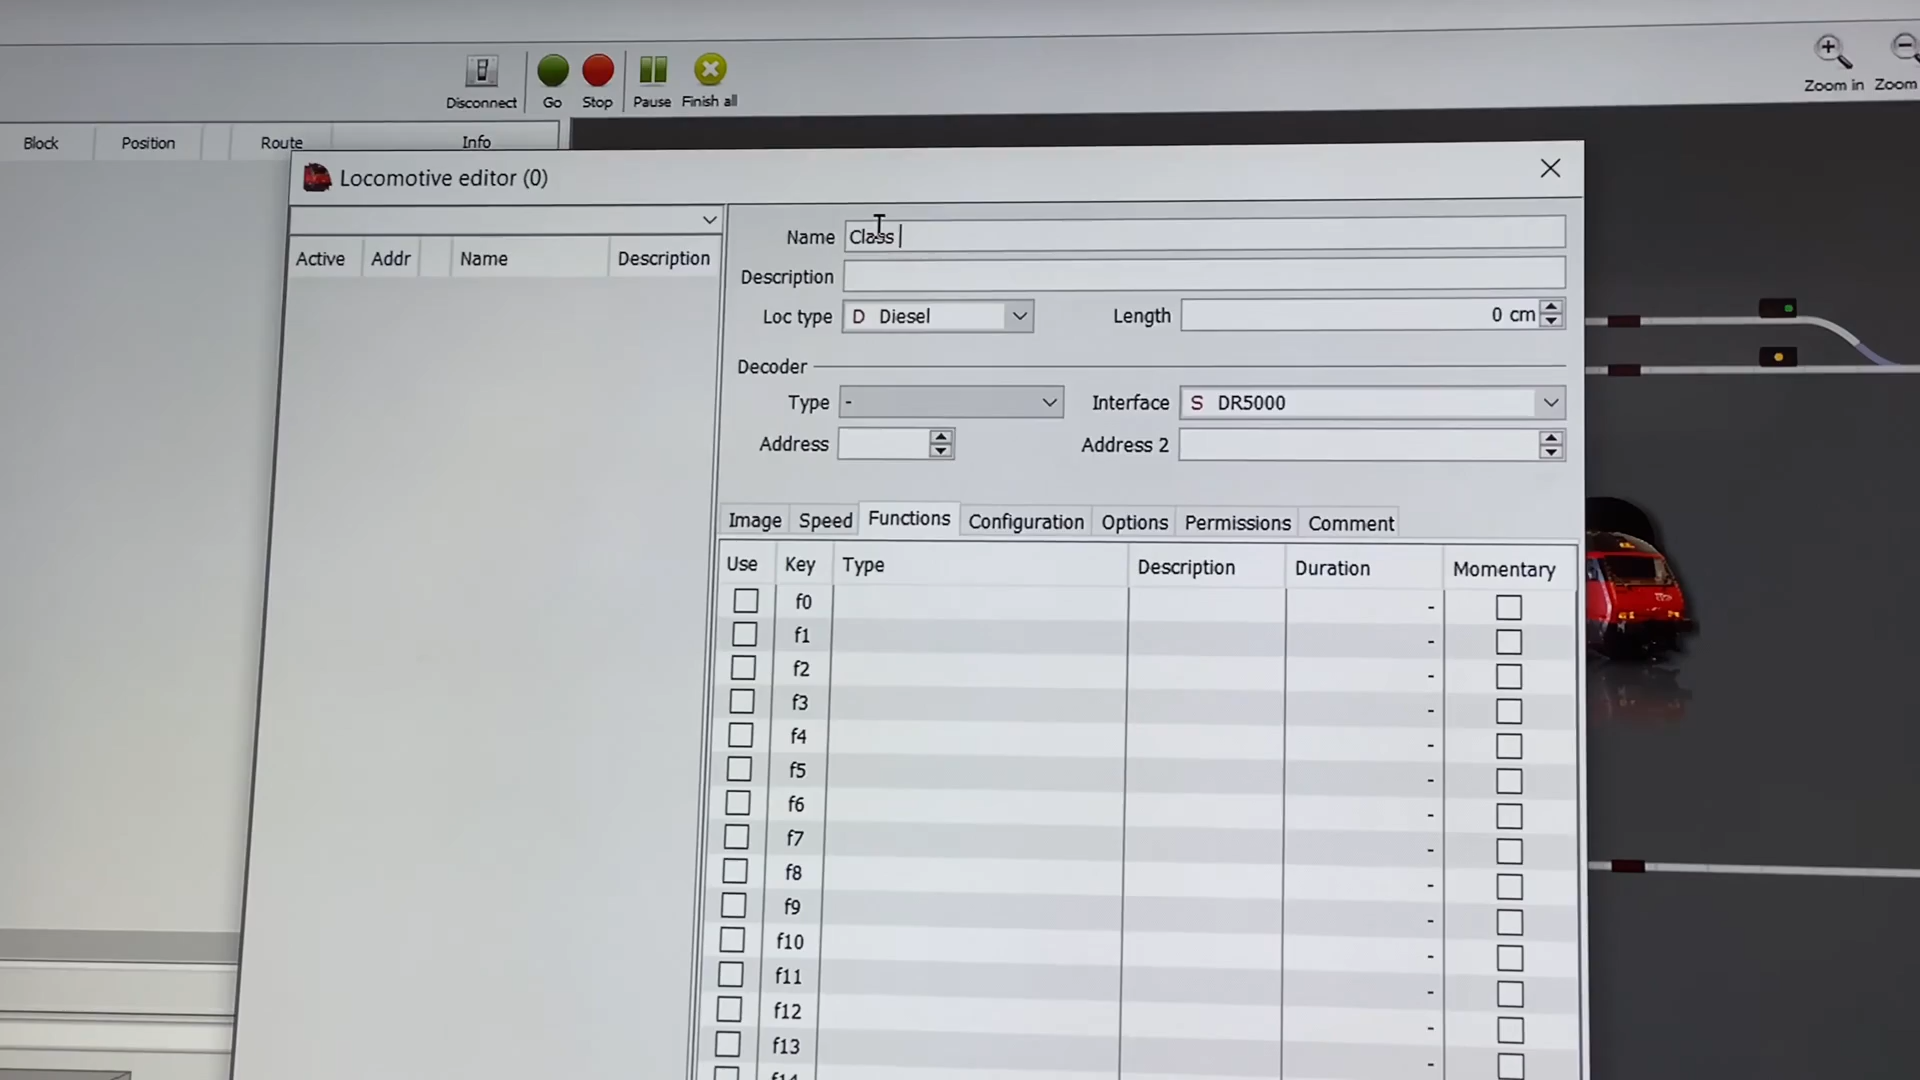 Disconnect Go Stop Pause Finish all
Zoom in Zoom
Block Position Route Info
Locomotive editor (0)
Active Addr Name Description
Name Class
Description
Loc type D Diesel Length 0 cm
Decoder
Type - Interface S DR5000
Address Address 2
Image Speed Functions Configuration Options Permissions Comment
Use Key Type Description Duration Momentary
f0 -
f1 -
f2 -
f3 -
f4 -
f5 -
f6 -
f7 -
f8 -
f9 -
f10 -
f11 -
f12 -
f13 -
f14